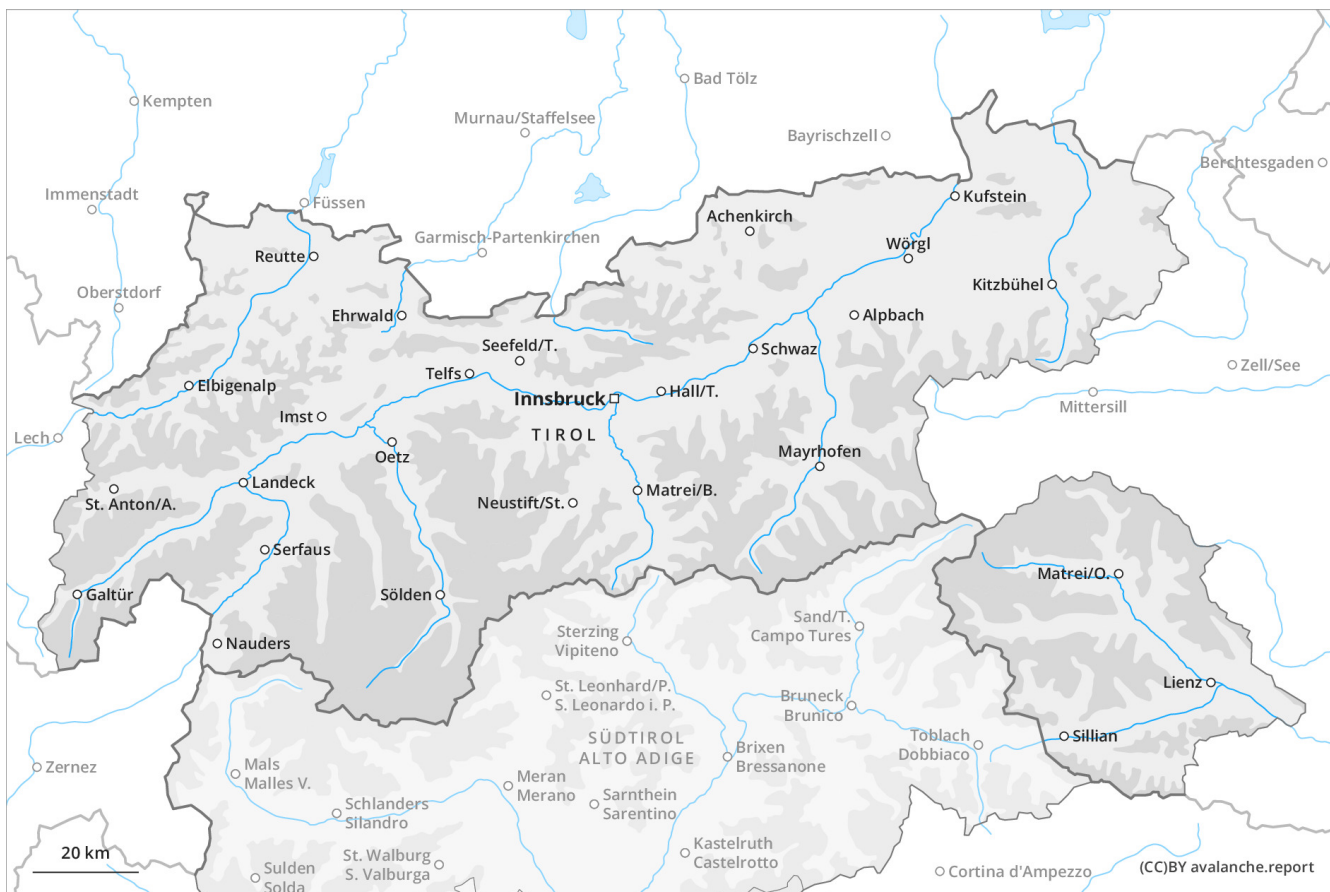 Bad Tölz
Kempten
Murnau/Staffelsee
Bayrischzell
Berchtesgaden
Immenstadt
Füssen
Kufstein
Achenkirch
Garmisch-Partenkirchen
Wörgl
Reutte
Kitzbühel
Oberstdorf
Ehrwald
Alpbach
Seefeld/T.
Schwaz
Zell/See
Telfs
Elbigenalp
Hall/T.
Innsbruck
Mittersill
Imst
TIROL
Lech
Oetz
Mayrhofen
Landeck
Matrei/B.
St. Anton/A.
Neustift/St.
Serfaus
Matrei/O.
Galtür
Sölden
Sand/T.
Campo Tures
Sterzing
Vipiteno
Nauders
Lienz
St. Leonhard/P.
S. Leonardo i. P.
Bruneck
Brunico
Sillian
SÜDTIROL
ALTO ADIGE
Toblach
Dobbiaco
Brixen
Bressanone
Zernez
Mals
Malles V.
Meran
Merano
Sarnthein
Sarentino
Schlanders
Silandro
20 km
St. Walburg
S. Valburga
Kastelruth
Castelrotto
Sulden
Solda
Cortina d'Ampezzo
(CC)BY avalanche.report